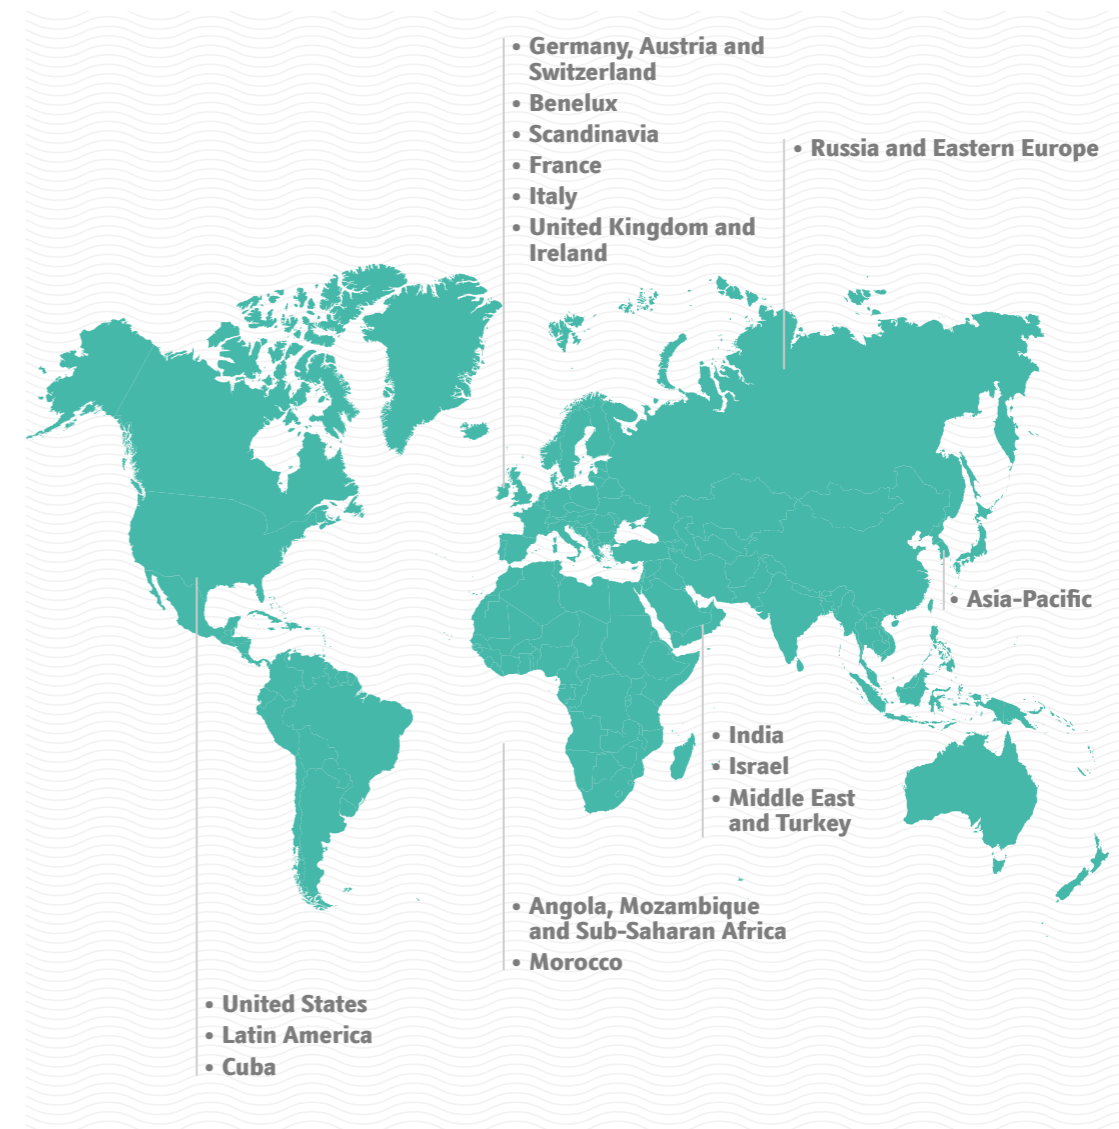 • Germany, Austria and
Switzerland
• Benelux
• Scandinavia
• France
• Italy
• United Kingdom and
Ireland
• Russia and Eastern Europe
• Asia-Pacific
• India
• Israel
• Middle East
and Turkey
• Angola, Mozambique
and Sub-Saharan Africa
• Morocco
• United States
• Latin America
• Cuba